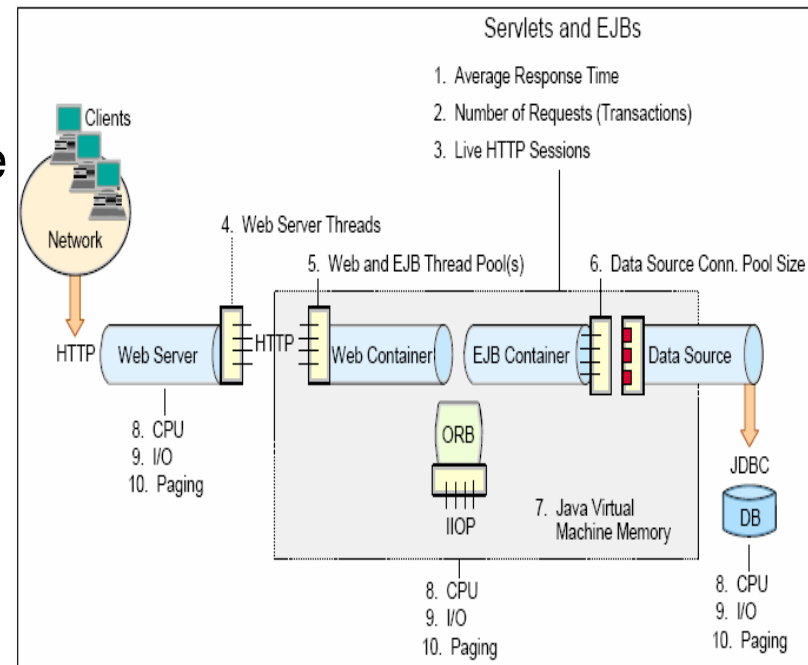 Servlets and EJBs
1. Average Response Time
2. Number of Requests (Transactions)
3. Live HTTP Sessions
Clients
e
Network
4. Web Server Threads
5. Web and EJB Thread Pool(s)
6. Data Source Conn. Pool Size
HTTP
Web Server
HTTP
Web Container
EJB Container
Data Source
8. CPU
9. I/O
10. Paging
ORB
IIOP
7. Java Virtual
Machine Memory
JDBC
DB
8. CPU
9. I/O
10. Paging
8. CPU
9. I/O
10. Paging